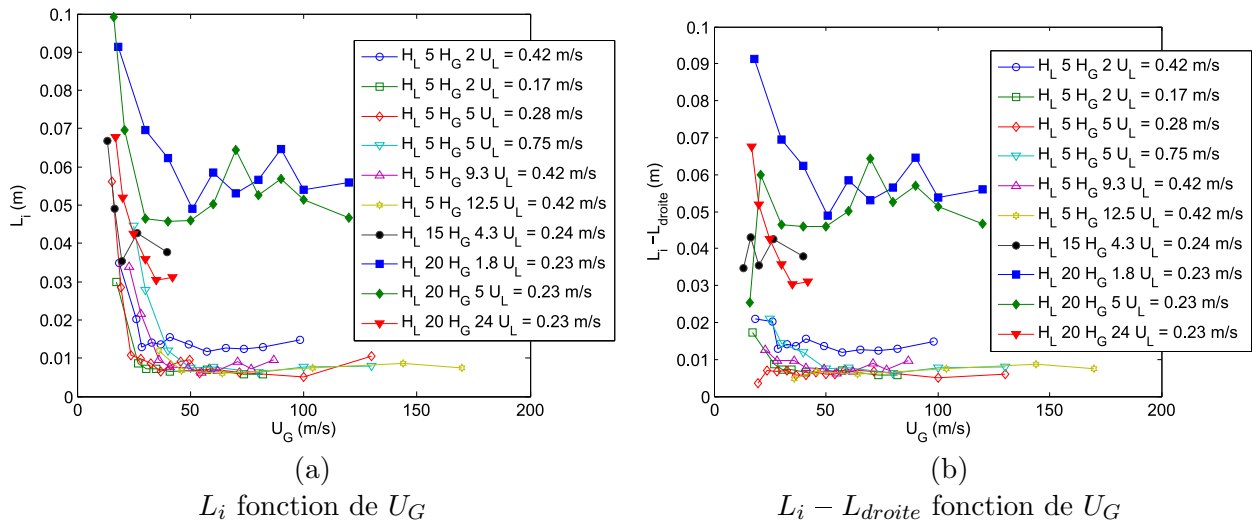 0.1
0.09
0.08
0.07
0.06
0.05
0.04
0.03
0.02
0.01
0
L_i (m)
0 50 100 150 200
U_G (m/s)
H_L 5 H_G 2 U_L = 0.42 m/s
H_L 5 H_G 2 U_L = 0.17 m/s
H_L 5 H_G 5 U_L = 0.28 m/s
H_L 5 H_G 5 U_L = 0.75 m/s
H_L 5 H_G 9.3 U_L = 0.42 m/s
H_L 5 H_G 12.5 U_L = 0.42 m/s
H_L 15 H_G 4.3 U_L = 0.24 m/s
H_L 20 H_G 1.8 U_L = 0.23 m/s
H_L 20 H_G 5 U_L = 0.23 m/s
H_L 20 H_G 24 U_L = 0.23 m/s
(a)
L_i fonction de U_G
0.1
0.09
0.08
0.07
0.06
0.05
0.04
0.03
0.02
0.01
0
L_i – L_droite (m)
0 50 100 150 200
U_G (m/s)
H_L 5 H_G 2 U_L = 0.42 m/s
H_L 5 H_G 2 U_L = 0.17 m/s
H_L 5 H_G 5 U_L = 0.28 m/s
H_L 5 H_G 5 U_L = 0.75 m/s
H_L 5 H_G 9.3 U_L = 0.42 m/s
H_L 5 H_G 12.5 U_L = 0.42 m/s
H_L 15 H_G 4.3 U_L = 0.24 m/s
H_L 20 H_G 1.8 U_L = 0.23 m/s
H_L 20 H_G 5 U_L = 0.23 m/s
H_L 20 H_G 24 U_L = 0.23 m/s
(b)
L_i − L_droite fonction de U_G